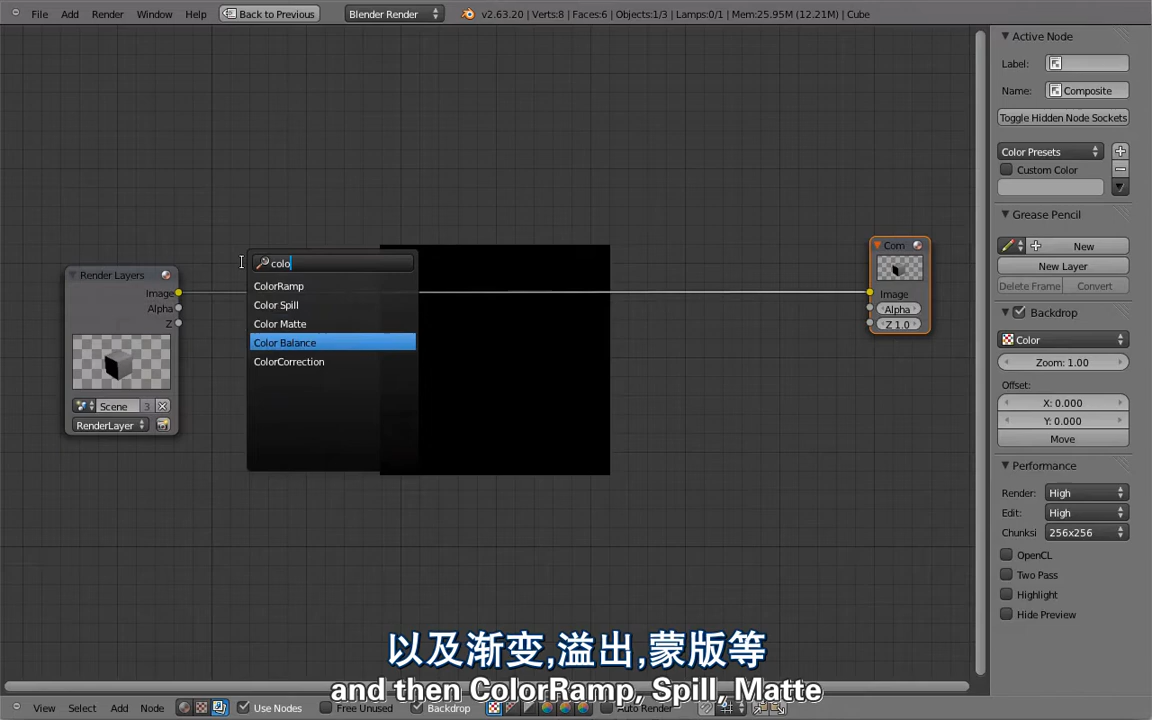 File Add Render Window Help Back to Previous Blender Render v2.63.20 | Verts:8 | Faces:6 | Objects:1/3 | Lamps:0/1 | Mem:25.95M (12.21M) | Cube
Active Node
Label:
Name: Composite
Toggle Hidden Node Sockets
Color Presets
Custom Color
Grease Pencil
New
New Layer
Delete Frame Convert
Backdrop
Color
Zoom: 1.00
Offset:
X: 0.000
Y: 0.000
Move
Performance
Render: High
Edit: High
Chunksi 256x256
OpenCL
Two Pass
Highlight
Hide Preview
Render Layers
Image
Alpha
Z
Scene 3
RenderLayer
colo
ColorRamp
Color Spill
Color Matte
Color Balance
ColorCorrection
Com
Image
Alpha
Z 1.0
以及渐变,溢出,蒙版等
and then ColorRamp, Spill, Matte
View Select Add Node Use Nodes Free Unused Backdrop Auto Render